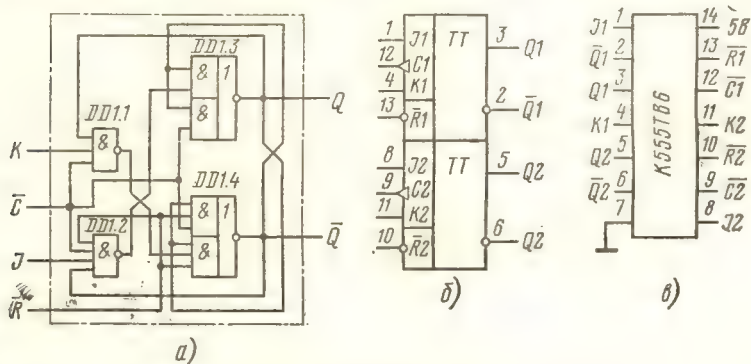 DD1.3
&
1
&
DD1.1
&
K
C̅
DD1.2
&
J
R̅
DD1.4
&
1
&
Q
Q̅
а)
1
J1
12
C1
4
K1
13
R̅1
TT
3
Q1
2
Q̅1
8
J2
9
C2
11
K2
10
R̅2
TT
5
Q2
6
Q2
б)
J1
1
Q̅1
2
Q1
3
K1
4
Q2
5
Q̅2
6
7
К555ТВ6
14
5В
13
R̅1
12
C̅1
11
K2
10
R̅2
9
C̅2
8
J2
в)